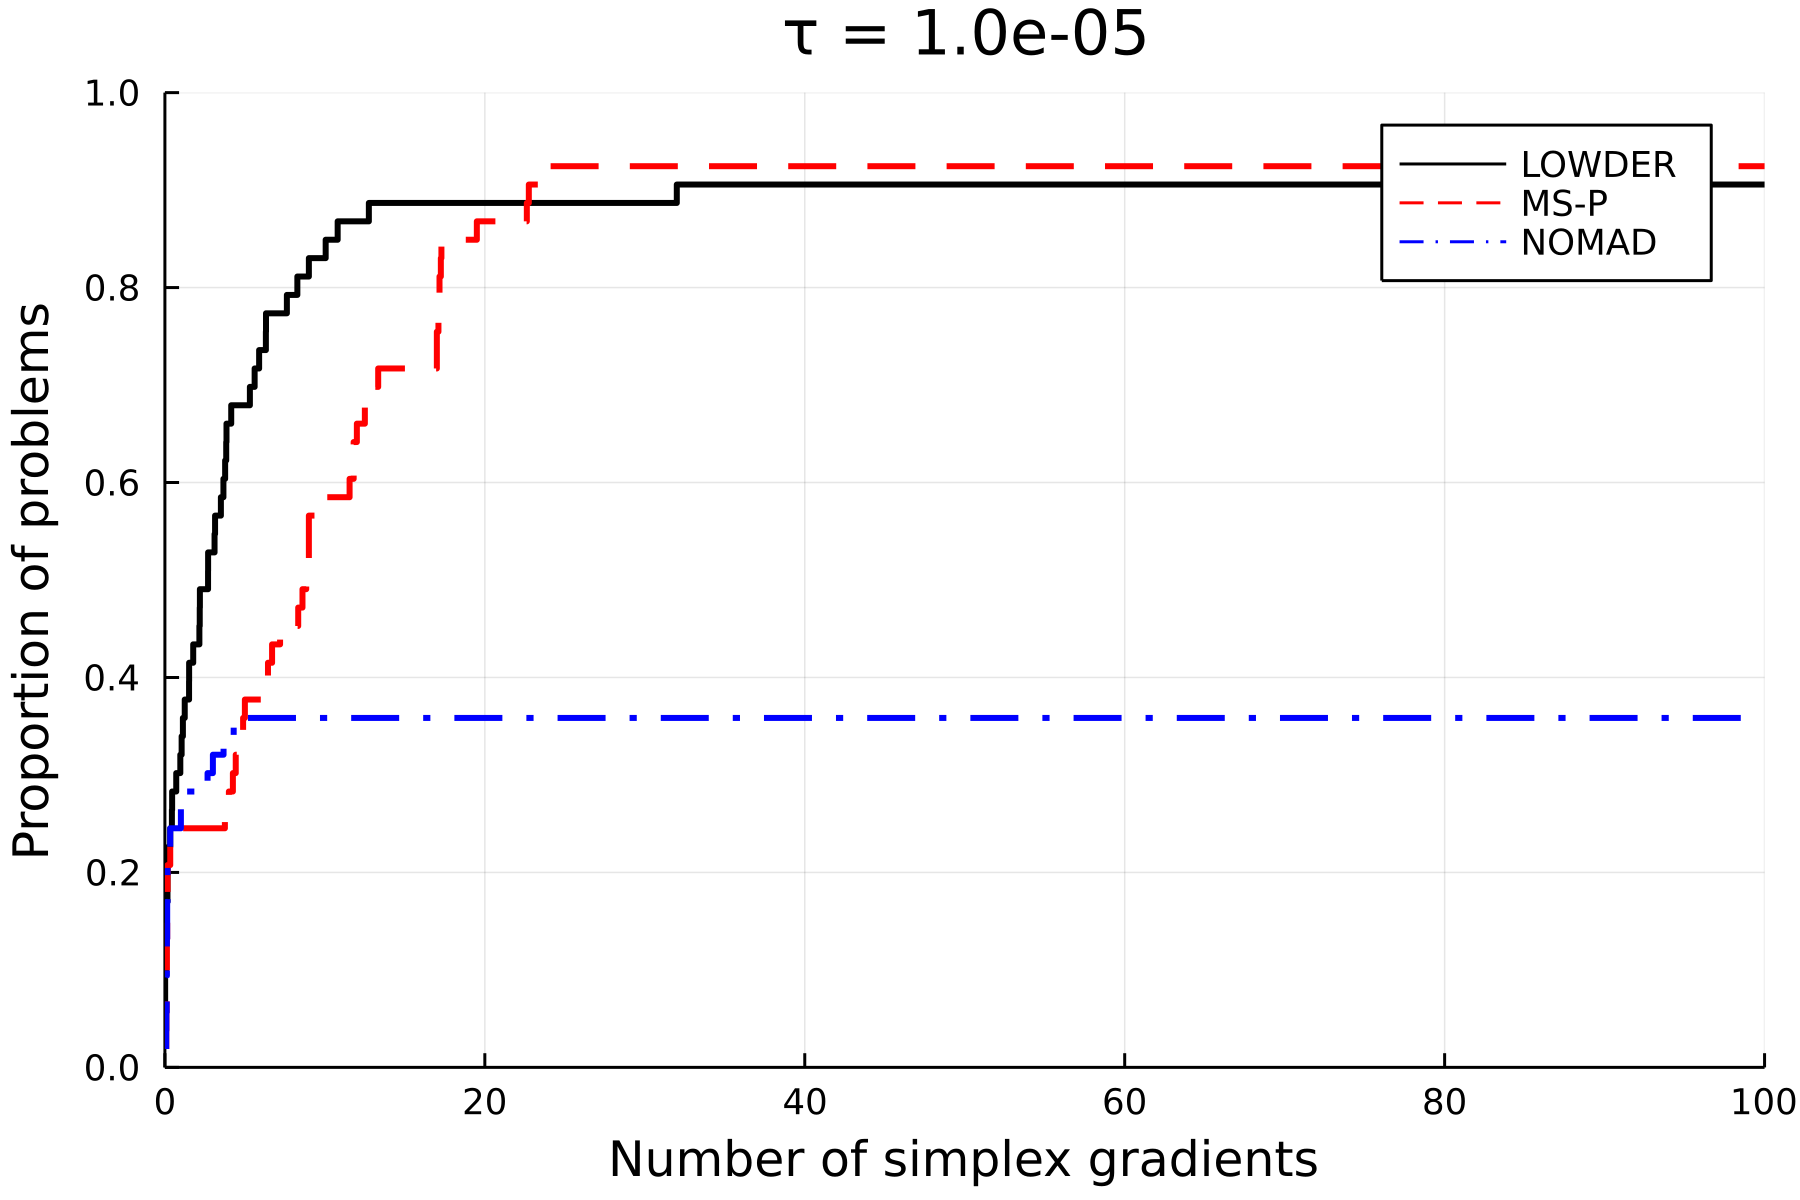 τ = 1.0e-05
1.0
0.8
0.6
0.4
0.2
0.0
Proportion of problems
LOWDER
MS-P
NOMAD
0 20 40 60 80 100
Number of simplex gradients